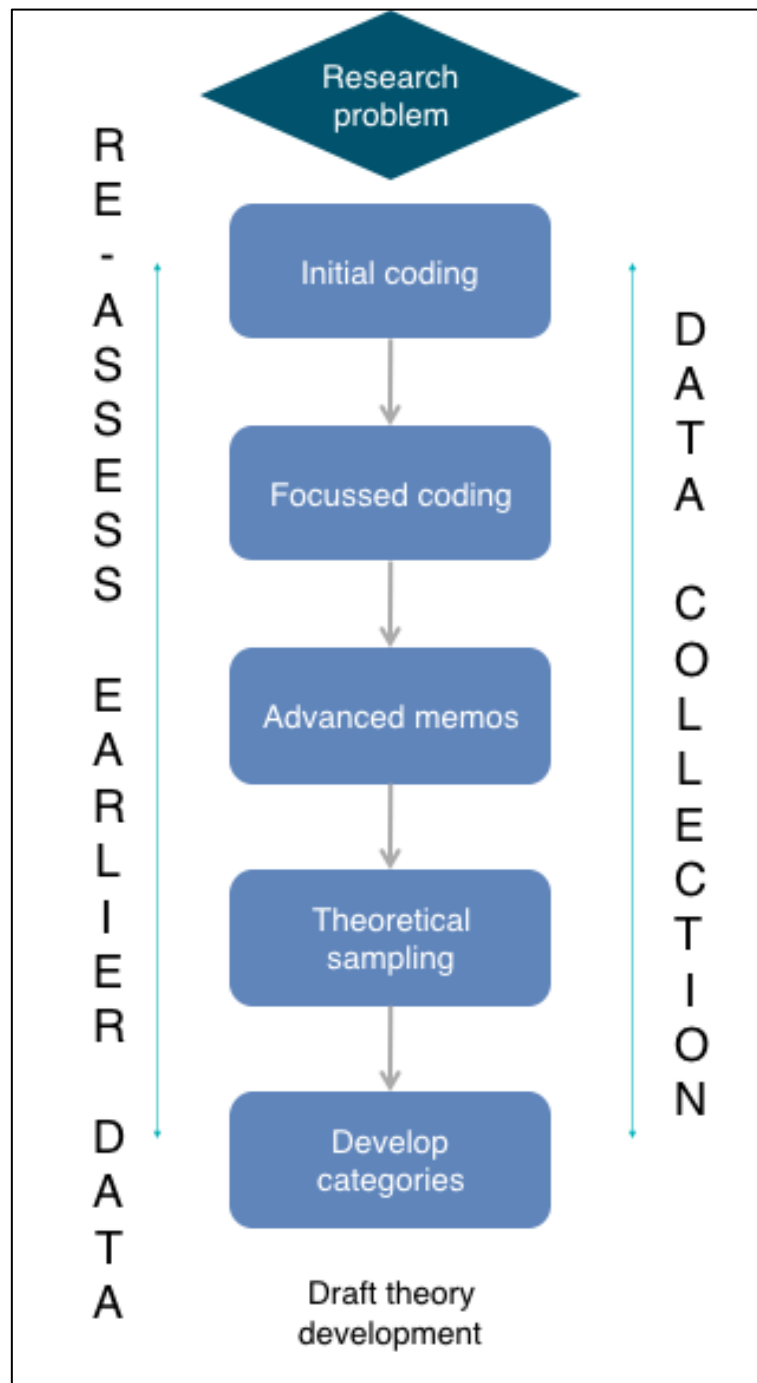 Research
problem
RE-ASSESS EARLIER DATA
Initial coding
Focussed coding
Advanced memos
Theoretical
sampling
Develop
categories
DATA COLLECTION
Draft theory
development